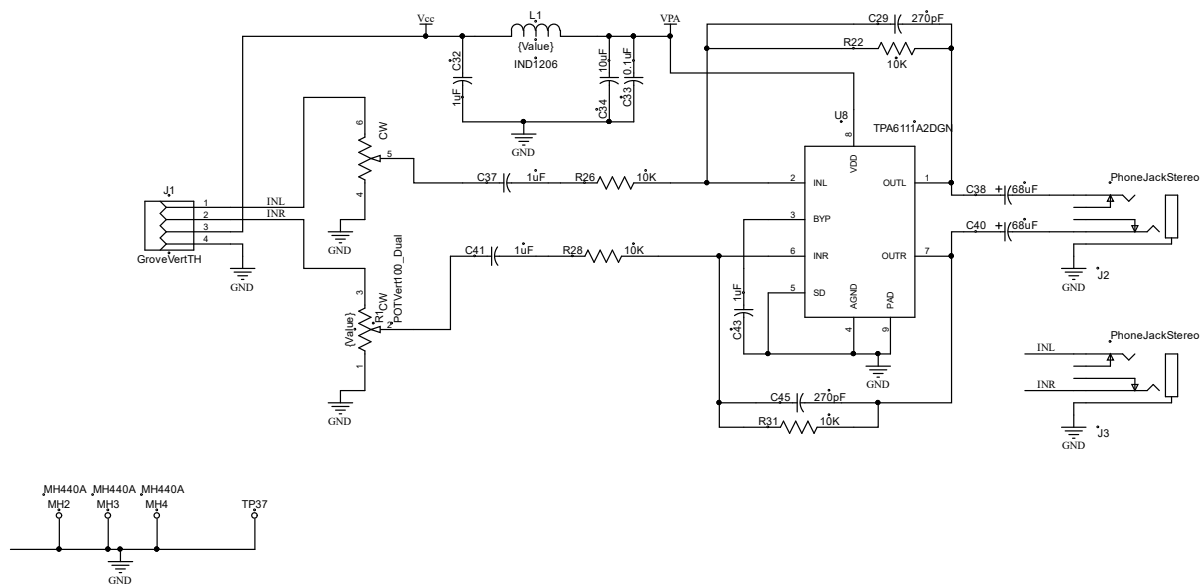 Vcc
L1
{Value}
IND1206
VPA
C32
1uF
10uF
C34
0.1uF
C33
GND
C29 270pF
R22
10K
U8
TPA6111A2DGN
8
VDD
6
CW
5
4
GND
C37 1uF
R26 10K
2 INL
OUTL 1
3 BYP
6 INR
OUTR 7
5 SD
AGND
PAD
4
9
GND
C38 + 68uF
C40 + 68uF
PhoneJackStereo
GND
J2
J1
1 INL
2 INR
3
4
GroveVertTH
GND
C41 1uF
R28 10K
3
CW
R1
2
POTVert100_Dual
{Value}
1
GND
1uF
C43
C45 270pF
R31 10K
PhoneJackStereo
INL
INR
GND
J3
MH440A MH440A MH440A
MH2 MH3 MH4 TP37
GND